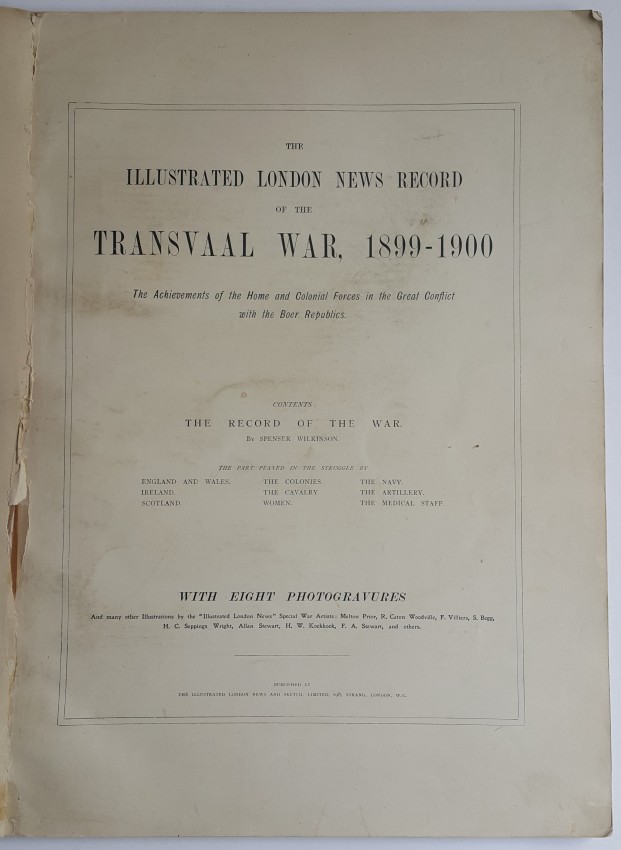 THE
ILLUSTRATED LONDON NEWS RECORD
OF THE
TRANSVAAL WAR, 1899-1900
The Achievements of the Home and Colonial Forces in the Great Conflict
with the Boer Republics.
CONTENTS
THE RECORD OF THE WAR.
By SPENSER WILKINSON.
THE PART PLAYED IN THE STRUGGLE BY
ENGLAND AND WALES. THE COLONIES. THE NAVY.
IRELAND. THE CAVALRY THE ARTILLERY.
SCOTLAND. WOMEN. THE MEDICAL STAFF.
WITH EIGHT PHOTOGRAVURES
And many other Illustrations by the "Illustrated London News" Special War Artists: Melton Prior, R. Caton Woodville, F. Villiers, S. Begg,
H. C. Seppings Wright, Allan Stewart, H. W. Koekkoek, F. A. Stewart, and others.
PUBLISHED BY
THE ILLUSTRATED LONDON NEWS AND SKETCH, LIMITED, 198, STRAND, LONDON, W.C.